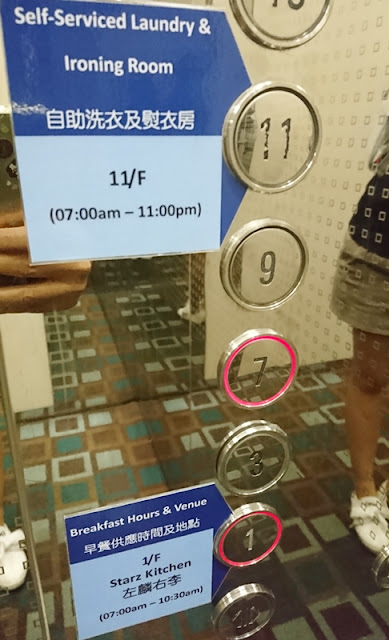 Self-Serviced Laundry &
Ironing Room
自助洗衣及熨衣房
11/F
(07:00am – 11:00pm)
11
9
7
3
1
Breakfast Hours & Venue
早餐供應時間及地點
1/F
Starz Kitchen
左麟右李
(07:00am – 10:30am)